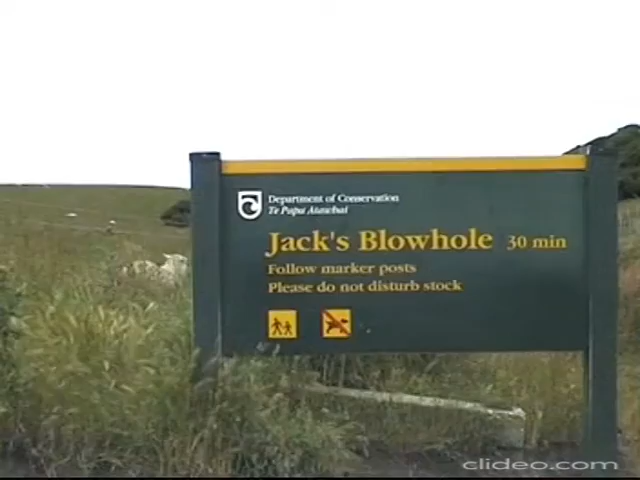 Department of Conservation
Te Papa Atawhai
Jack's Blowhole 30 min
Follow marker posts
Please do not disturb stock
clideo.com